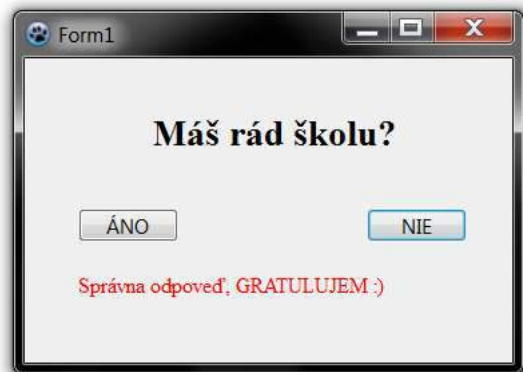 Form1
Máš rád školu?
ÁNO NIE
Správna odpoveď, GRATULUJEM :)